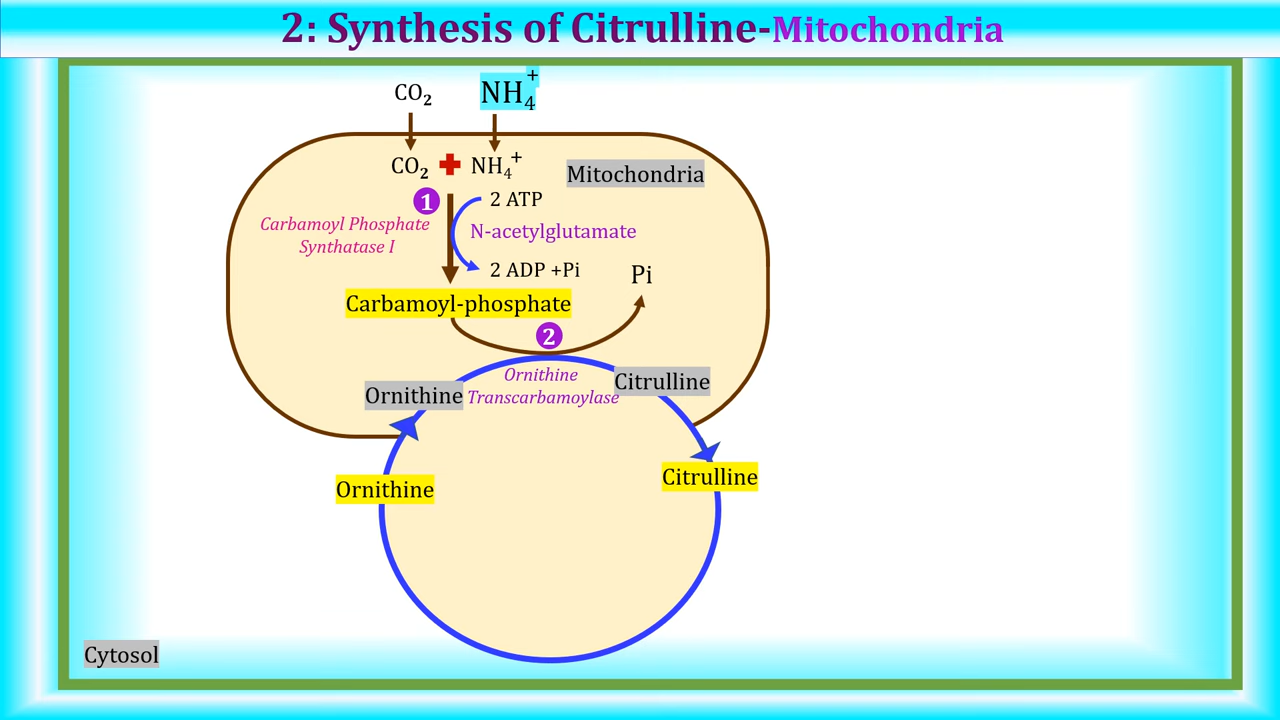 2: Synthesis of Citrulline-Mitochondria
CO₂ NH₄⁺
CO₂ + NH₄⁺
Mitochondria
1
2 ATP
Carbamoyl Phosphate
Synthatase I
N-acetylglutamate
2 ADP +Pi
Pi
Carbamoyl-phosphate
2
Ornithine
Transcarbamoylase
Ornithine
Citrulline
Ornithine
Citrulline
Cytosol